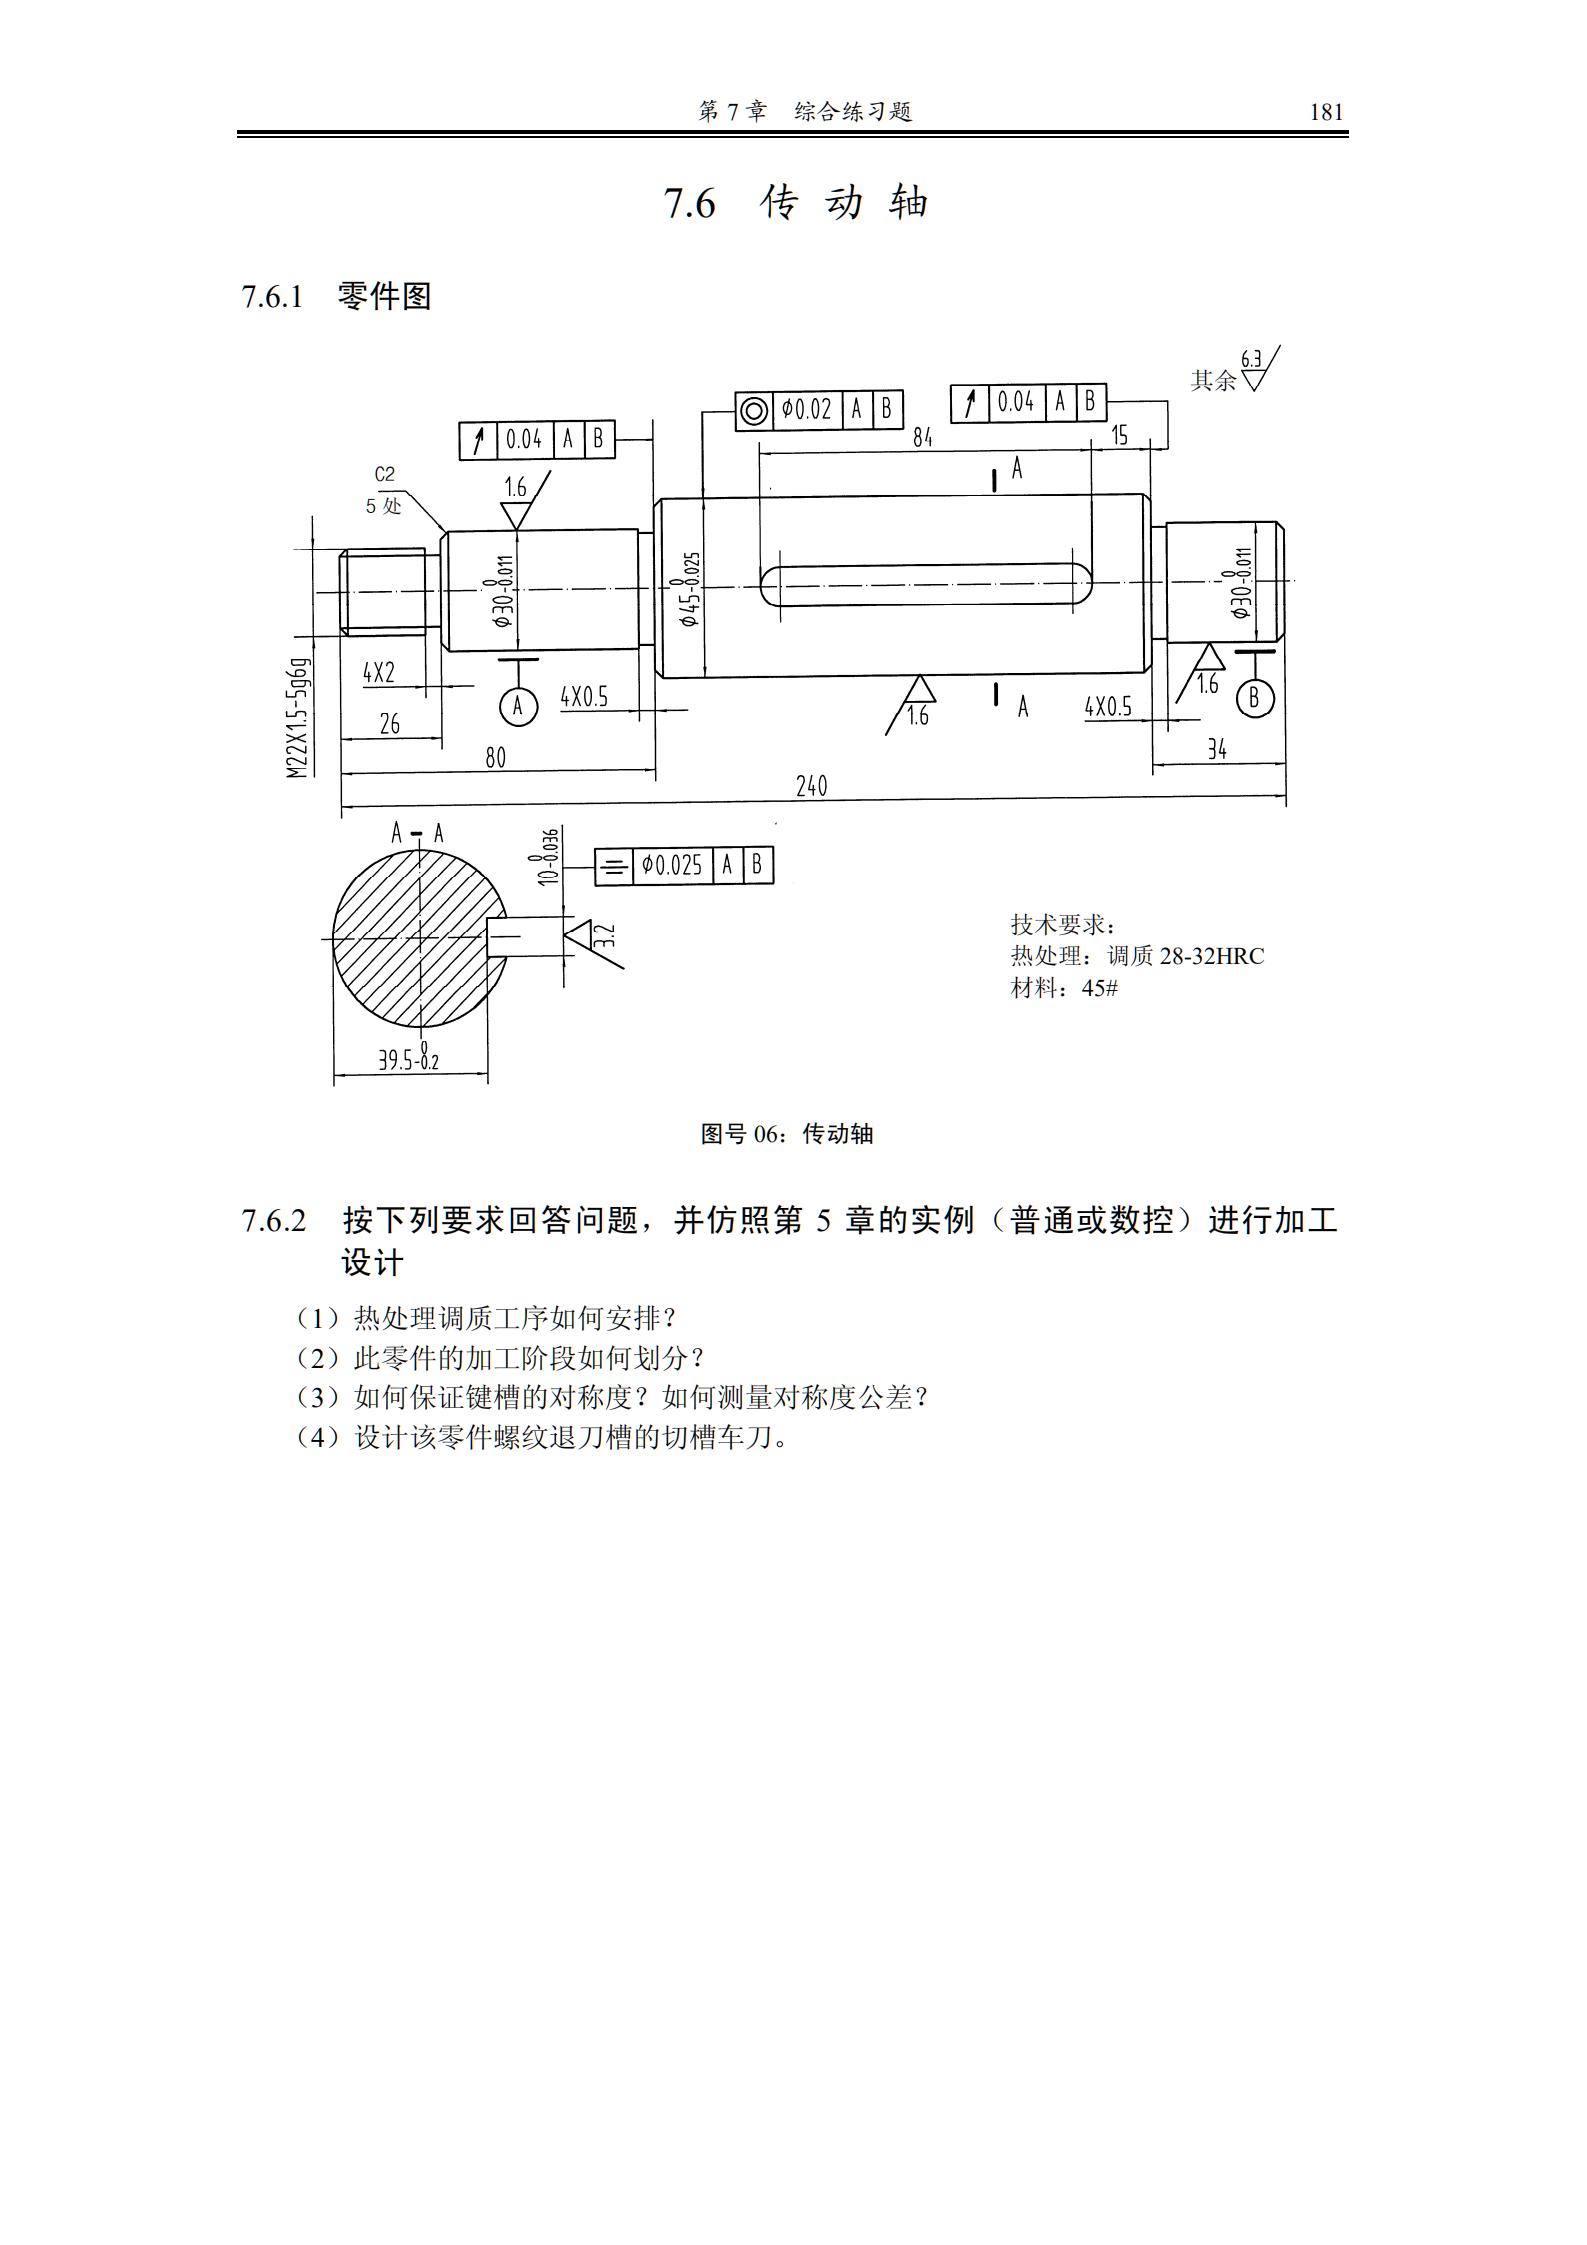 第 7 章 综合练习题 181
7.6 传 动 轴
7.6.1 零件图
其余 6.3
◎ φ0.02 A B
↗ 0.04 A B
↗ 0.04 A B
84
15
C2
5 处
1.6
A
φ30-0.011 0
φ45-0.025 0
φ30-0.011 0
M22X1.5-5g6g
4X2
A
4X0.5
1.6
A
4X0.5
1.6
B
26
80
34
240
A - A
10-0.036 0
⌯ φ0.025 A B
3.2
39.5-0.2 0
技术要求：
热处理：调质 28-32HRC
材料：45#
图号 06：传动轴
7.6.2 按下列要求回答问题，并仿照第 5 章的实例（普通或数控）进行加工
设计
（1）热处理调质工序如何安排？
（2）此零件的加工阶段如何划分？
（3）如何保证键槽的对称度？如何测量对称度公差？
（4）设计该零件螺纹退刀槽的切槽车刀。